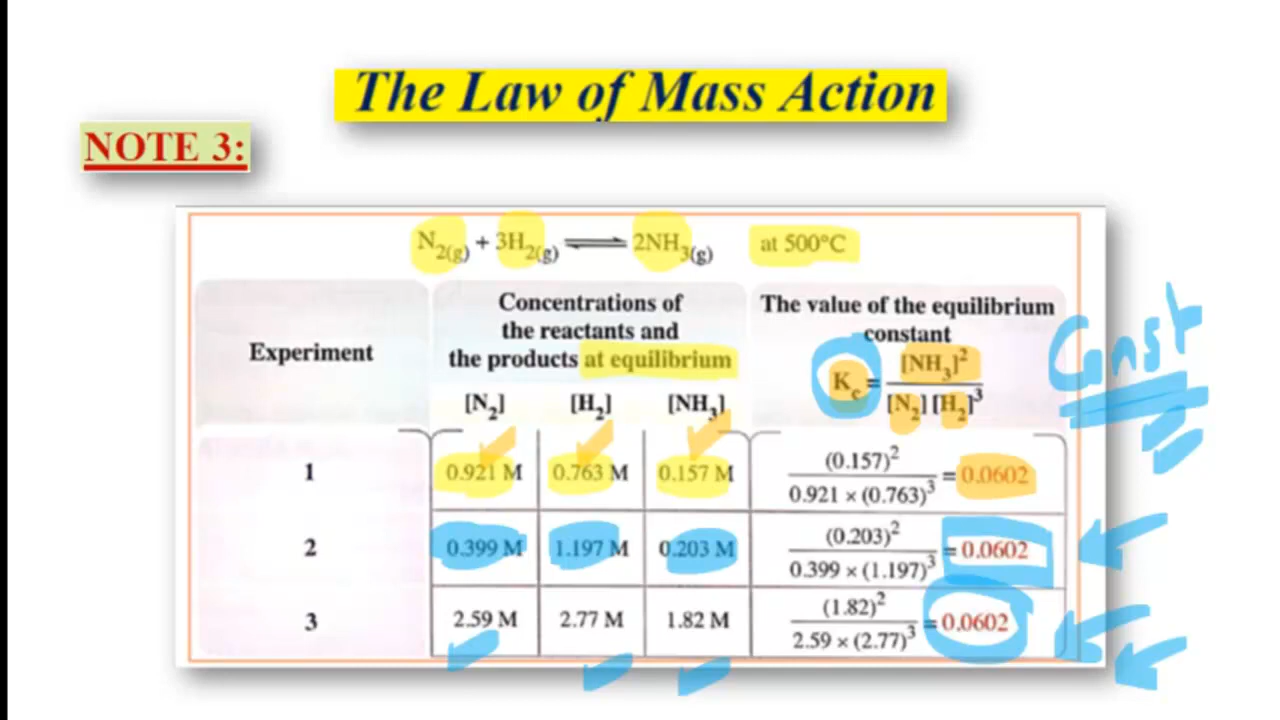 The Law of Mass Action
NOTE 3:
N₂(g) + 3H₂(g) ⇌ 2NH₃(g) at 500°C
Experiment
Concentrations of
the reactants and
the products at equilibrium
[N₂] [H₂] [NH₃]
The value of the equilibrium
constant
K꜀ = [NH₃]² / [N₂] [H₂]³
Const
1 0.921 M 0.763 M 0.157 M (0.157)² / 0.921 × (0.763)³ = 0.0602
2 0.399 M 1.197 M 0.203 M (0.203)² / 0.399 × (1.197)³ = 0.0602
3 2.59 M 2.77 M 1.82 M (1.82)² / 2.59 × (2.77)³ = 0.0602